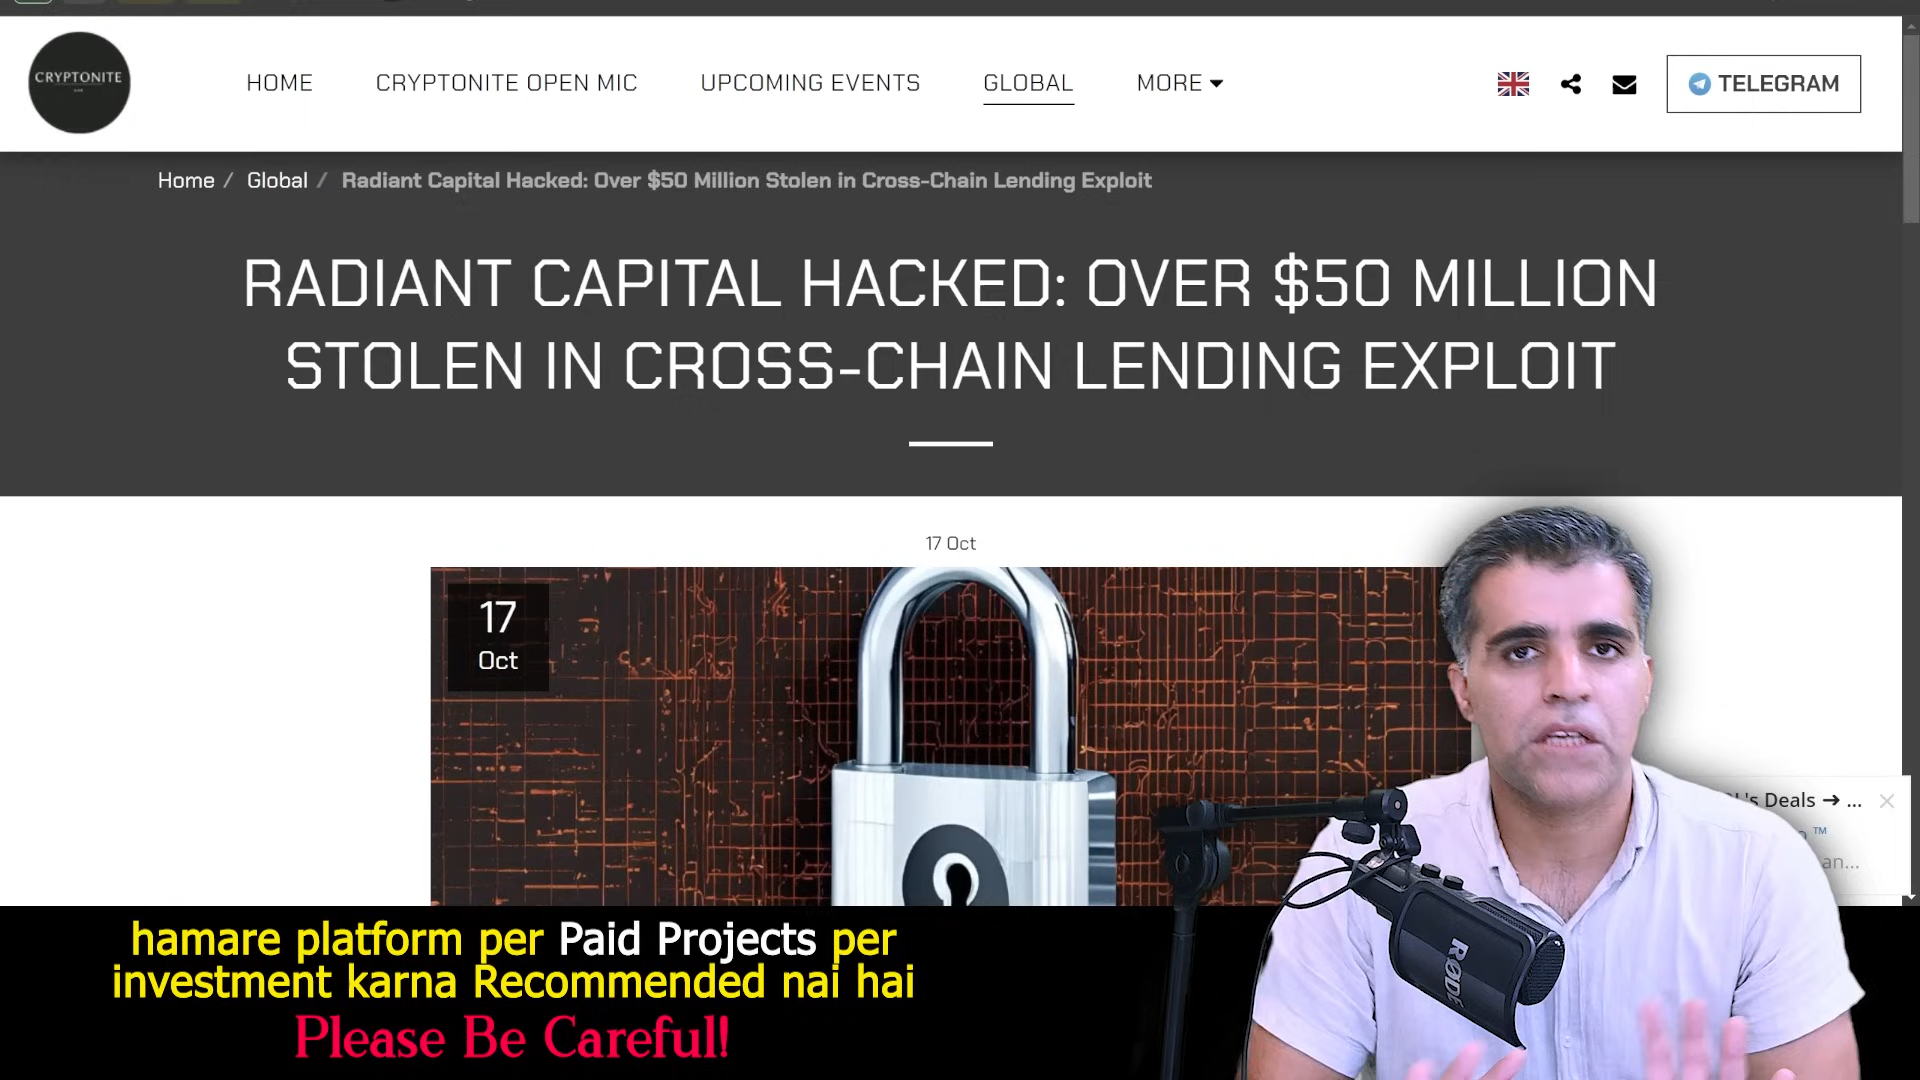 CRYPTONITE
HOME
CRYPTONITE OPEN MIC
UPCOMING EVENTS
GLOBAL
MORE
TELEGRAM
Home / Global / Radiant Capital Hacked: Over $50 Million Stolen in Cross-Chain Lending Exploit
RADIANT CAPITAL HACKED: OVER $50 MILLION
STOLEN IN CROSS-CHAIN LENDING EXPLOIT
17 Oct
17
Oct
Deals → ...
™
an...
RØDE
hamare platform per Paid Projects per
investment karna Recommended nai hai
Please Be Careful!